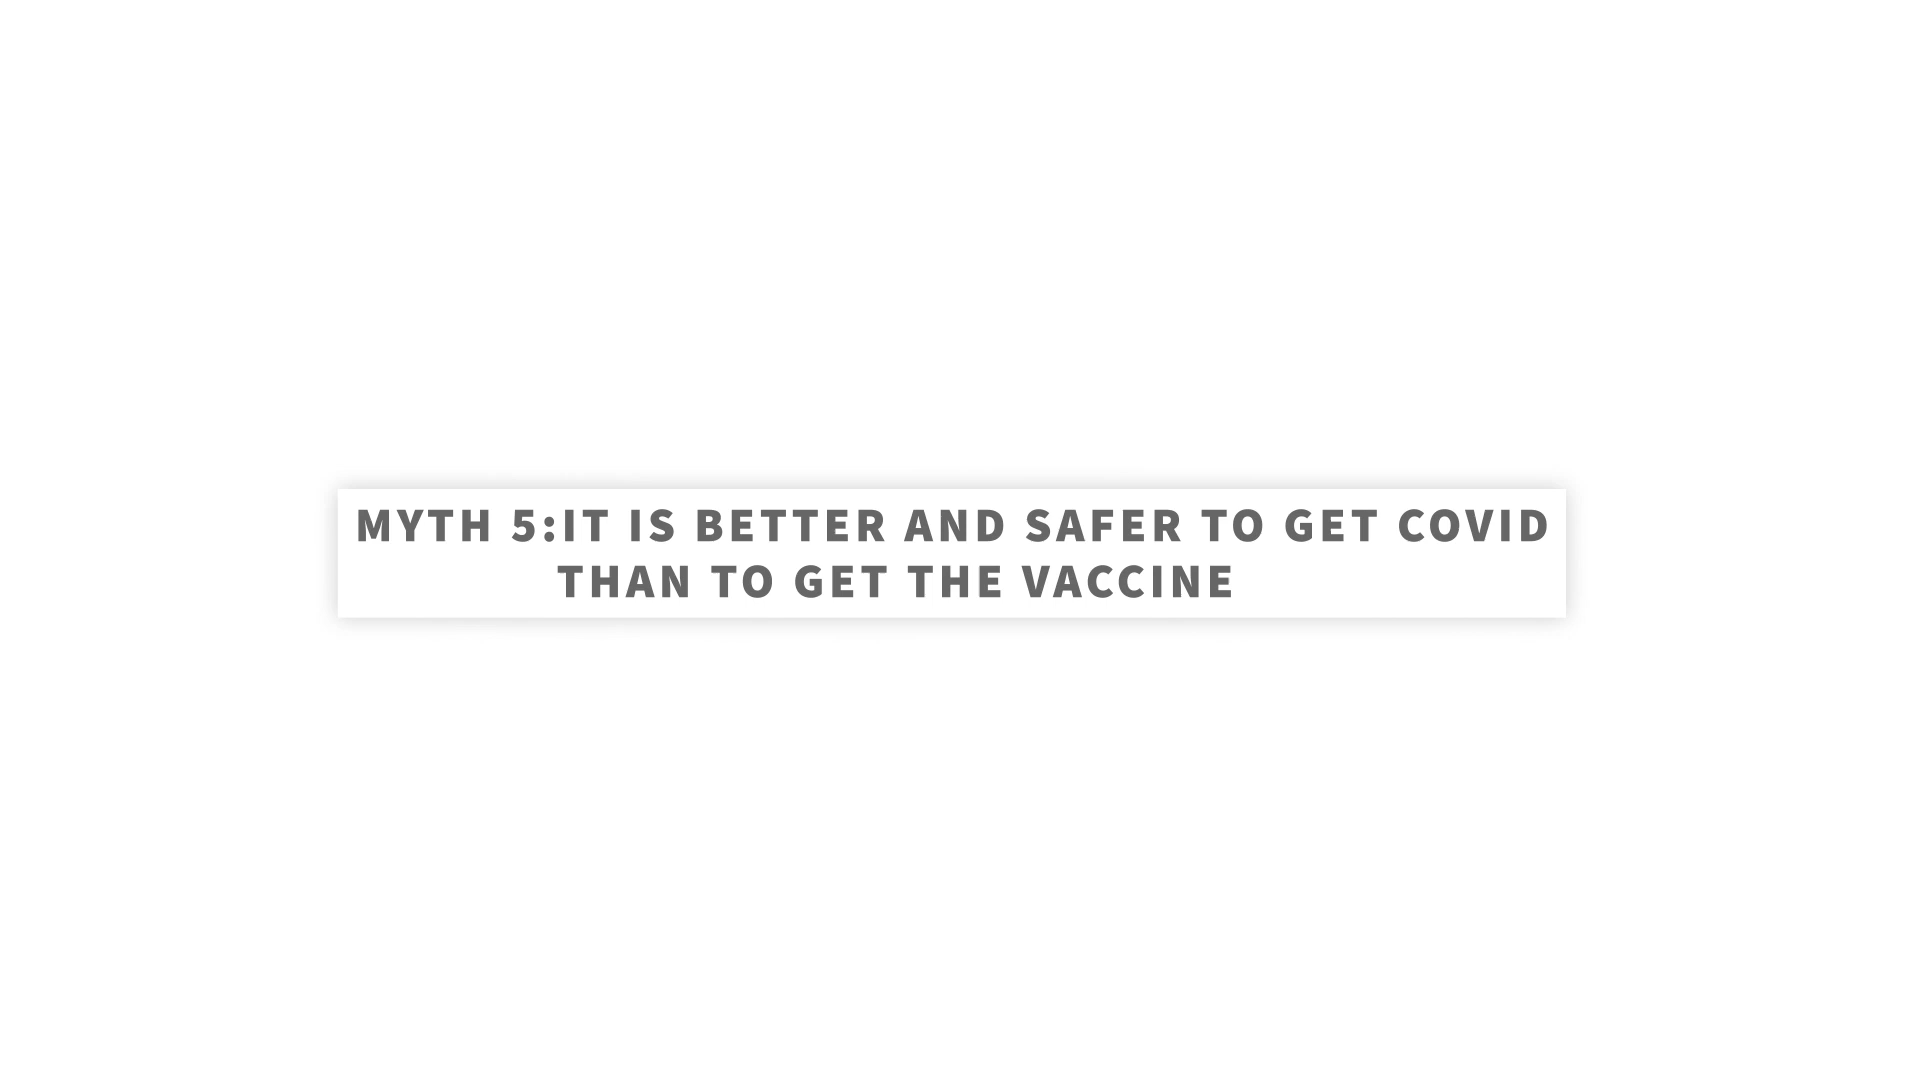 MYTH 5:IT IS BETTER AND SAFER TO GET COVID
THAN TO GET THE VACCINE